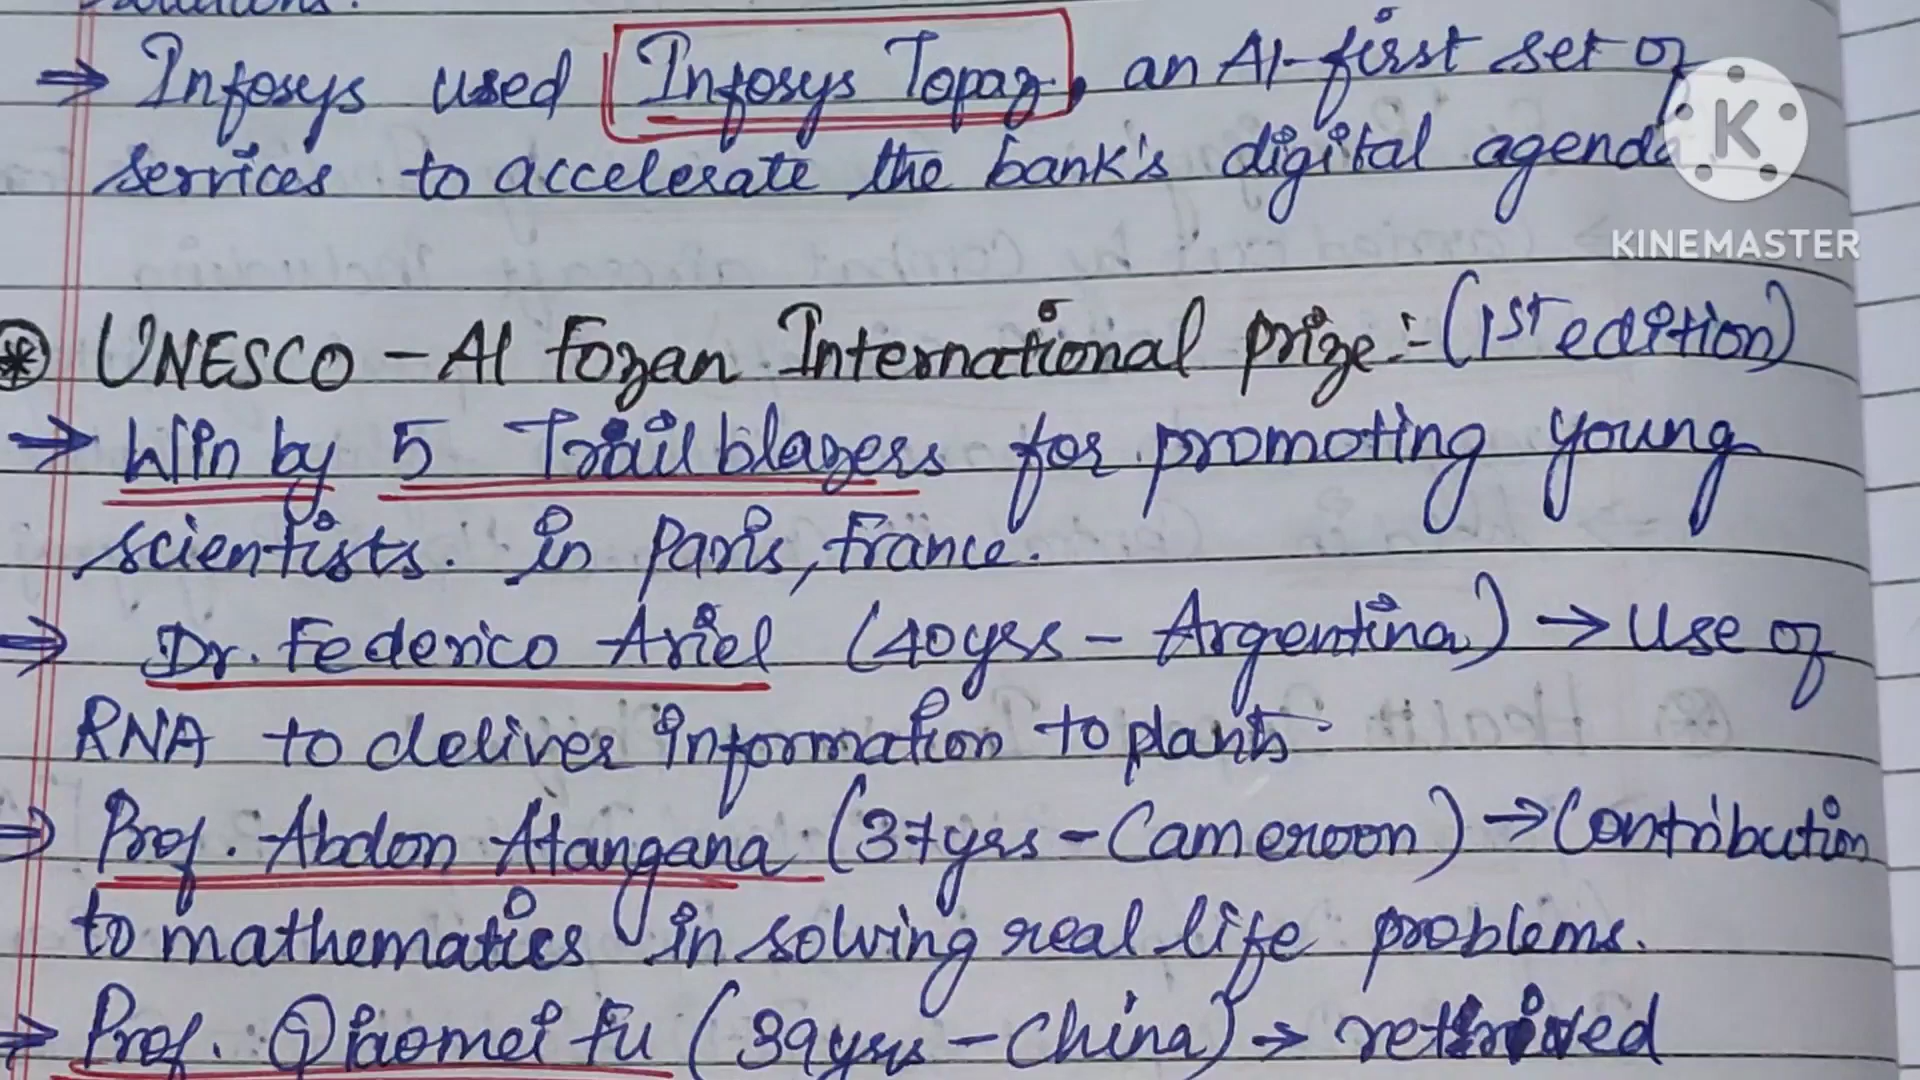 ⇒ Infosys used Infosys Topaz, an AI-first set of
services to accelerate the bank's digital agenda
K
KINEMASTER
UNESCO - Al Fozan International prize:- (1st edition)
⇒ Win by 5 Trailblazers for promoting young
scientists. in Paris, France.
⇒ Dr. Federico Ariel (40yrs - Argentina) → Use of
RNA to deliver information to plants.
⇒ Prof. Abdon Atangana (37yrs - Cameroon) → Contribution
to mathematics in solving real life problems.
⇒ Prof. Qiaomei Fu (39yrs - China) → retrived